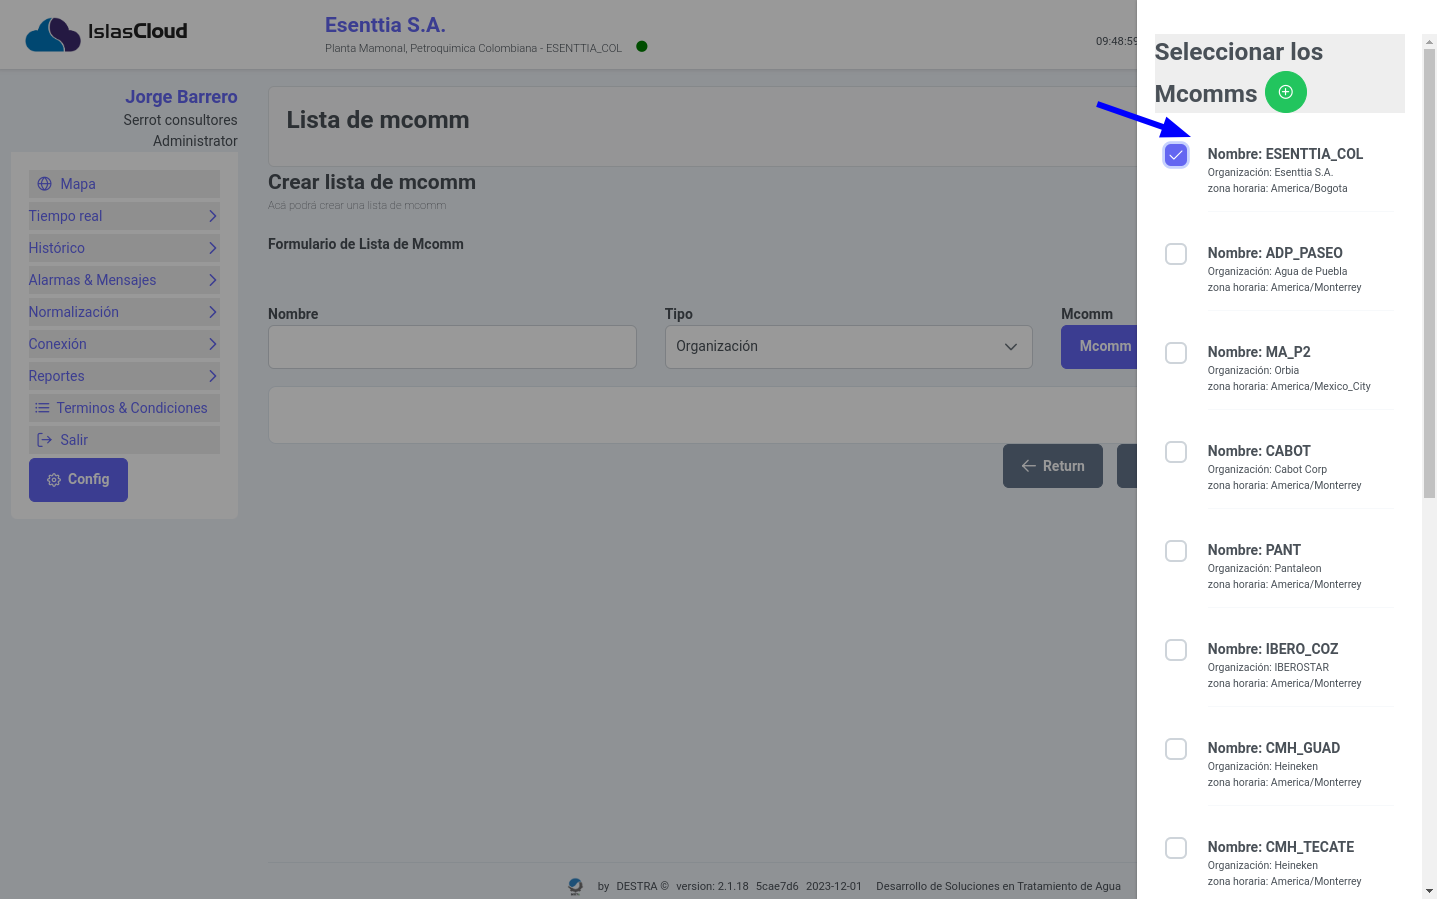 IslasCloud
Esenttia S.A.
Planta Mamonal, Petroquimica Colombiana - ESENTTIA_COL
09:48:59
Jorge Barrero
Serrot consultores
Administrator
Mapa
Tiempo real
Histórico
Alarmas & Mensajes
Normalización
Conexión
Reportes
Terminos & Condiciones
Salir
Config
Lista de mcomm
Crear lista de mcomm
Acá podrá crear una lista de mcomm
Formulario de Lista de Mcomm
Nombre
Tipo
Organización
Mcomm
Mcomm
Return
by DESTRA © version: 2.1.18 5cae7d6 2023-12-01 Desarrollo de Soluciones en Tratamiento de Agua
Seleccionar los
Mcomms
Nombre: ESENTTIA_COL
Organización: Esenttia S.A.
zona horaria: America/Bogota
Nombre: ADP_PASEO
Organización: Agua de Puebla
zona horaria: America/Monterrey
Nombre: MA_P2
Organización: Orbia
zona horaria: America/Mexico_City
Nombre: CABOT
Organización: Cabot Corp
zona horaria: America/Monterrey
Nombre: PANT
Organización: Pantaleon
zona horaria: America/Monterrey
Nombre: IBERO_COZ
Organización: IBEROSTAR
zona horaria: America/Monterrey
Nombre: CMH_GUAD
Organización: Heineken
zona horaria: America/Monterrey
Nombre: CMH_TECATE
Organización: Heineken
zona horaria: America/Monterrey